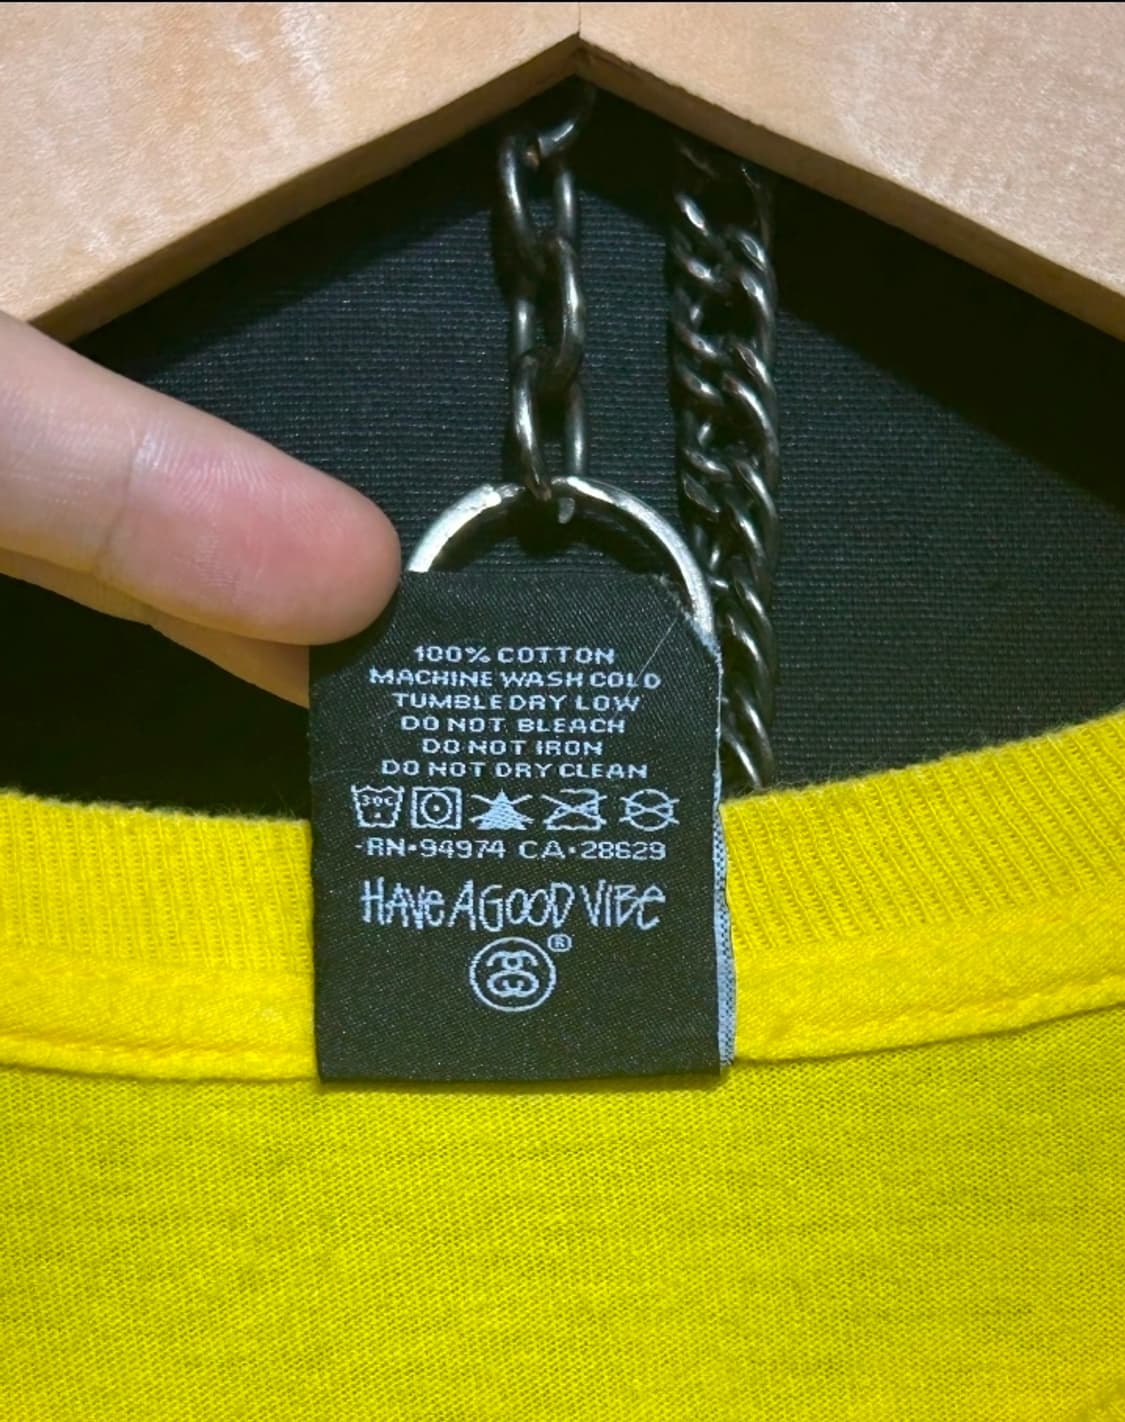 100% COTTON
MACHINE WASH COLD
TUMBLE DRY LOW
DO NOT BLEACH
DO NOT IRON
DO NOT DRY CLEAN
30C
RN•94974 CA•28629
HAVE A GOOD VIBE
®